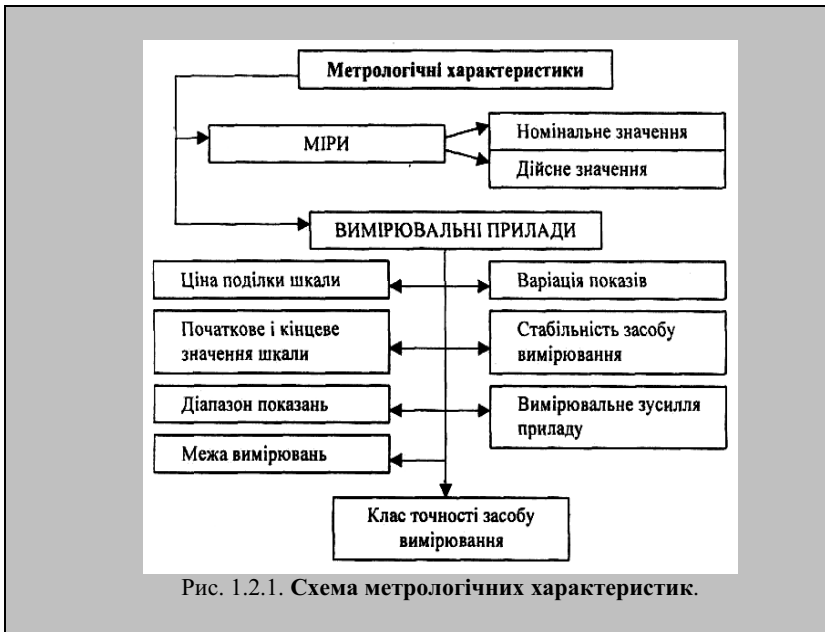 Метрологічні характеристики
МІРИ
Номінальне значення
Дійсне значення
ВИМІРЮВАЛЬНІ ПРИЛАДИ
Ціна поділки шкали
Варіація показів
Початкове і кінцеве
значення шкали
Стабільність засобу
вимірювання
Діапазон показань
Вимірювальне зусилля
приладу
Межа вимірювань
Клас точності засобу
вимірювання
Рис. 1.2.1. Схема метрологічних характеристик.